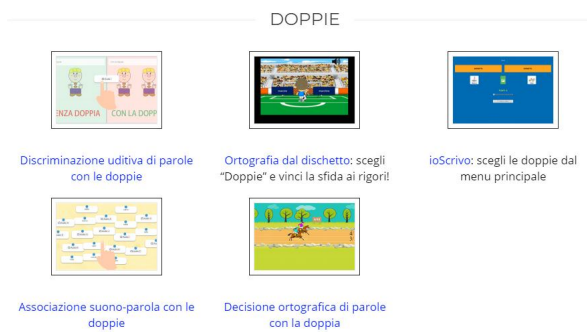 DOPPIE
ENZA DOPPIA
CON LA DOPP
Discriminazione uditiva di parole
con le doppie
Ortografia dal dischetto: scegli
“Doppie” e vinci la sfida ai rigori!
ioScrivo: scegli le doppie dal
menu principale
Associazione suono-parola con le
doppie
Decisione ortografica di parole
con la doppia